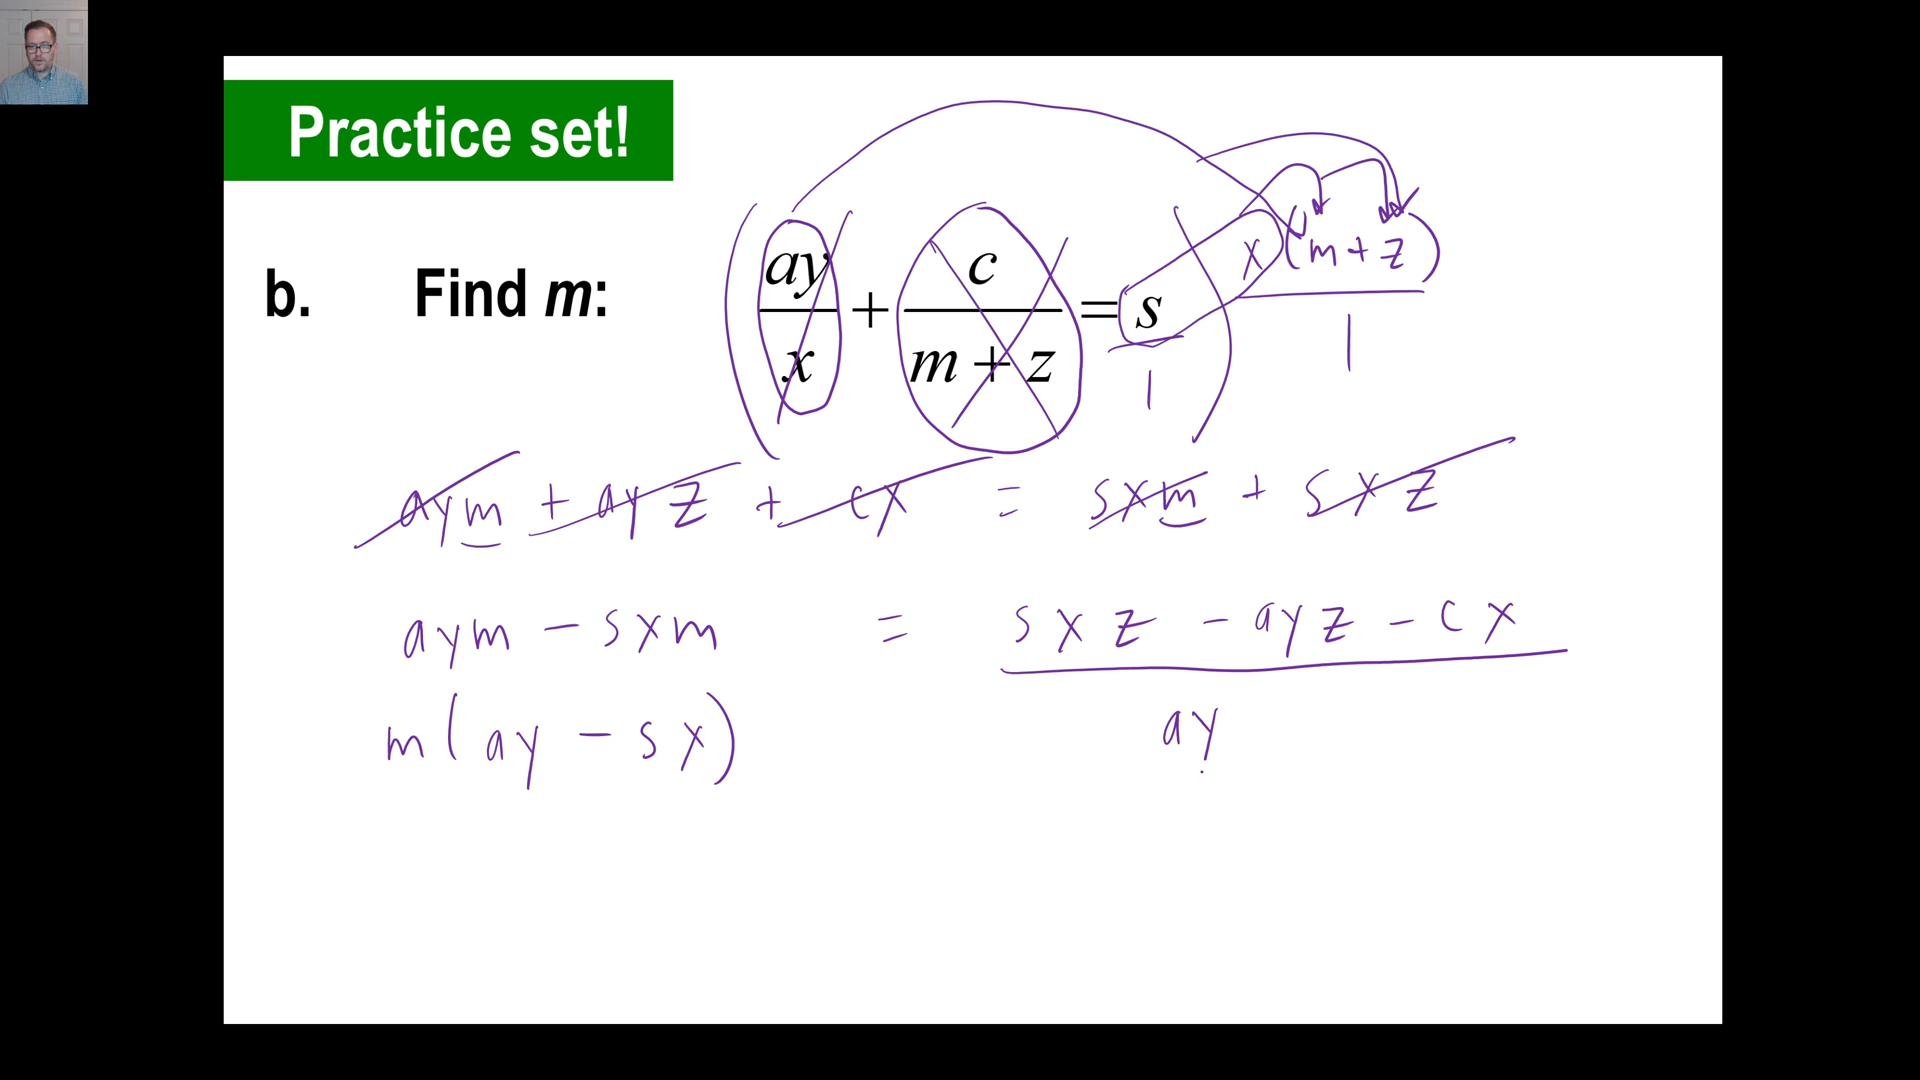 Practice set!
b. Find m:
ay/x + c/(m + z) = s/1 x(m + z)/1
aym + ayz + cx = sxm + sxz
aym - sxm = sxz - ayz - cx
m(ay - sx) ay